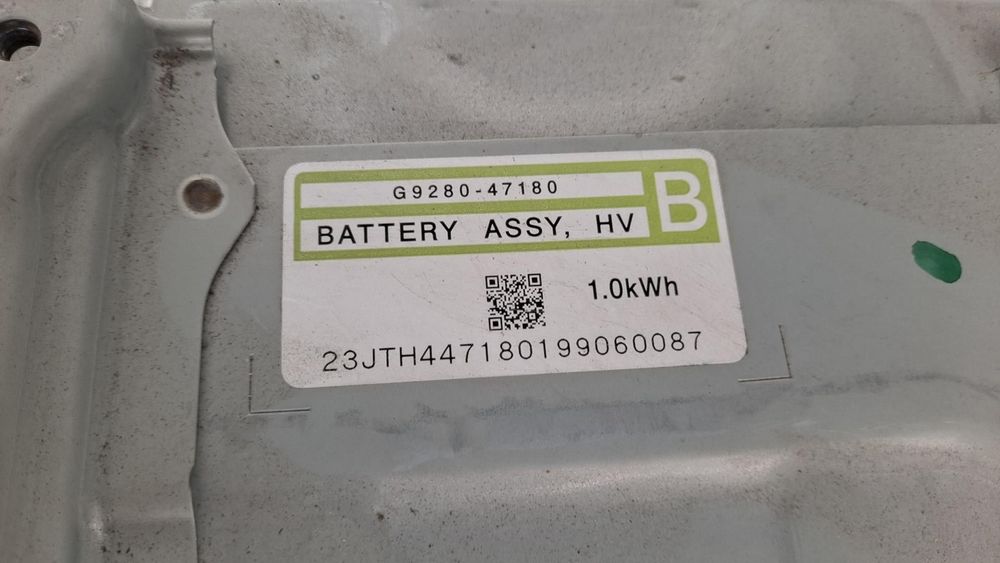 G9280-47180
B
BATTERY ASSY, HV
1.0kWh
23JTH447180199060087